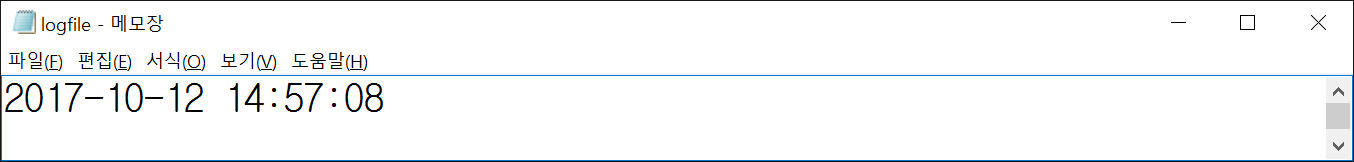 logfile - 메모장
파일(F) 편집(E) 서식(O) 보기(V) 도움말(H)
2017-10-12 14:57:08